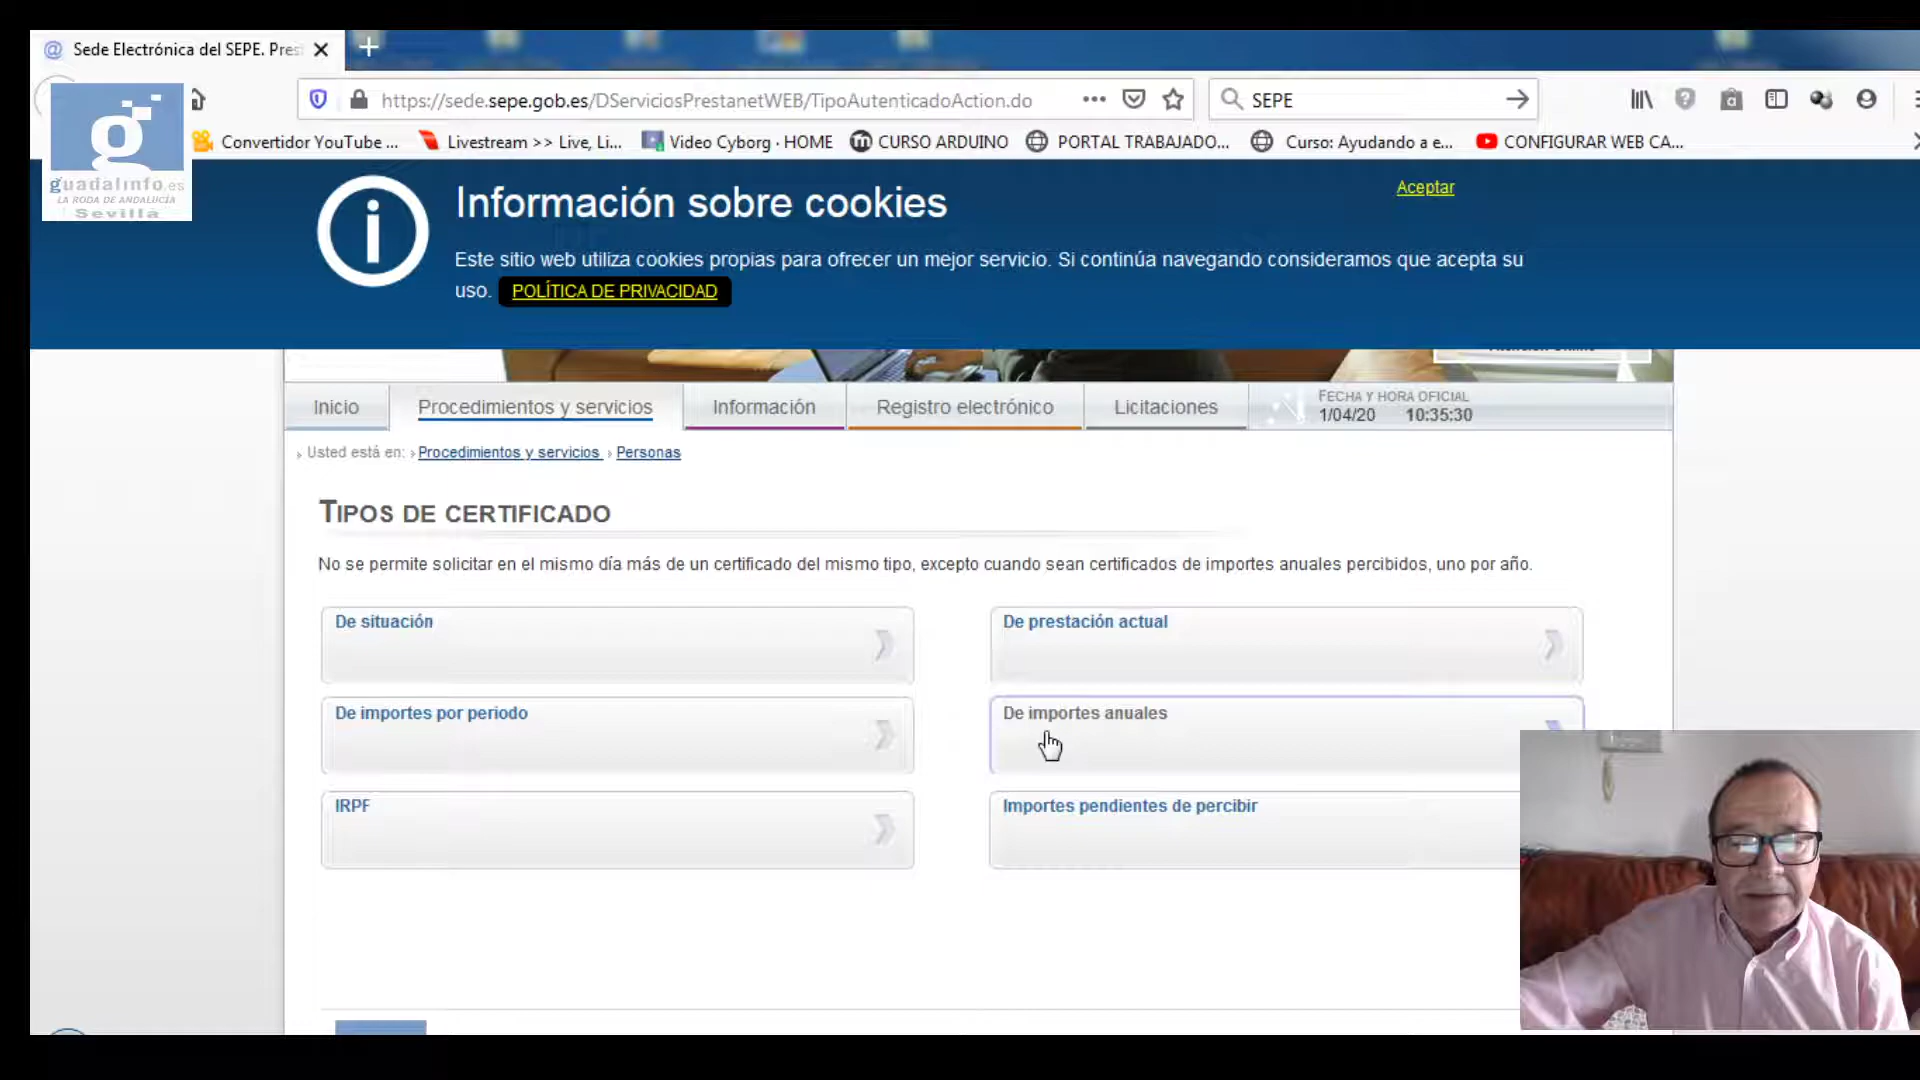 Sede Electrónica del SEPE. Pres
https://sede.sepe.gob.es/DServiciosPrestanetWEB/TipoAutenticadoAction.do
SEPE
Convertidor YouTube ...
Livestream >> Live, Li...
Video Cyborg · HOME
CURSO ARDUINO
PORTAL TRABAJADO...
Curso: Ayudando a e...
CONFIGURAR WEB CA...
g
guadalinfo.es
LA RODA DE ANDALUCÍA
Sevilla
Información sobre cookies
Aceptar
Este sitio web utiliza cookies propias para ofrecer un mejor servicio. Si continúa navegando consideramos que acepta su
uso. POLÍTICA DE PRIVACIDAD
Inicio
Procedimientos y servicios
Información
Registro electrónico
Licitaciones
FECHA Y HORA OFICIAL
1/04/20 10:35:30
Usted está en: › Procedimientos y servicios › Personas
TIPOS DE CERTIFICADO
No se permite solicitar en el mismo día más de un certificado del mismo tipo, excepto cuando sean certificados de importes anuales percibidos, uno por año.
De situación
De prestación actual
De importes por periodo
De importes anuales
IRPF
Importes pendientes de percibir